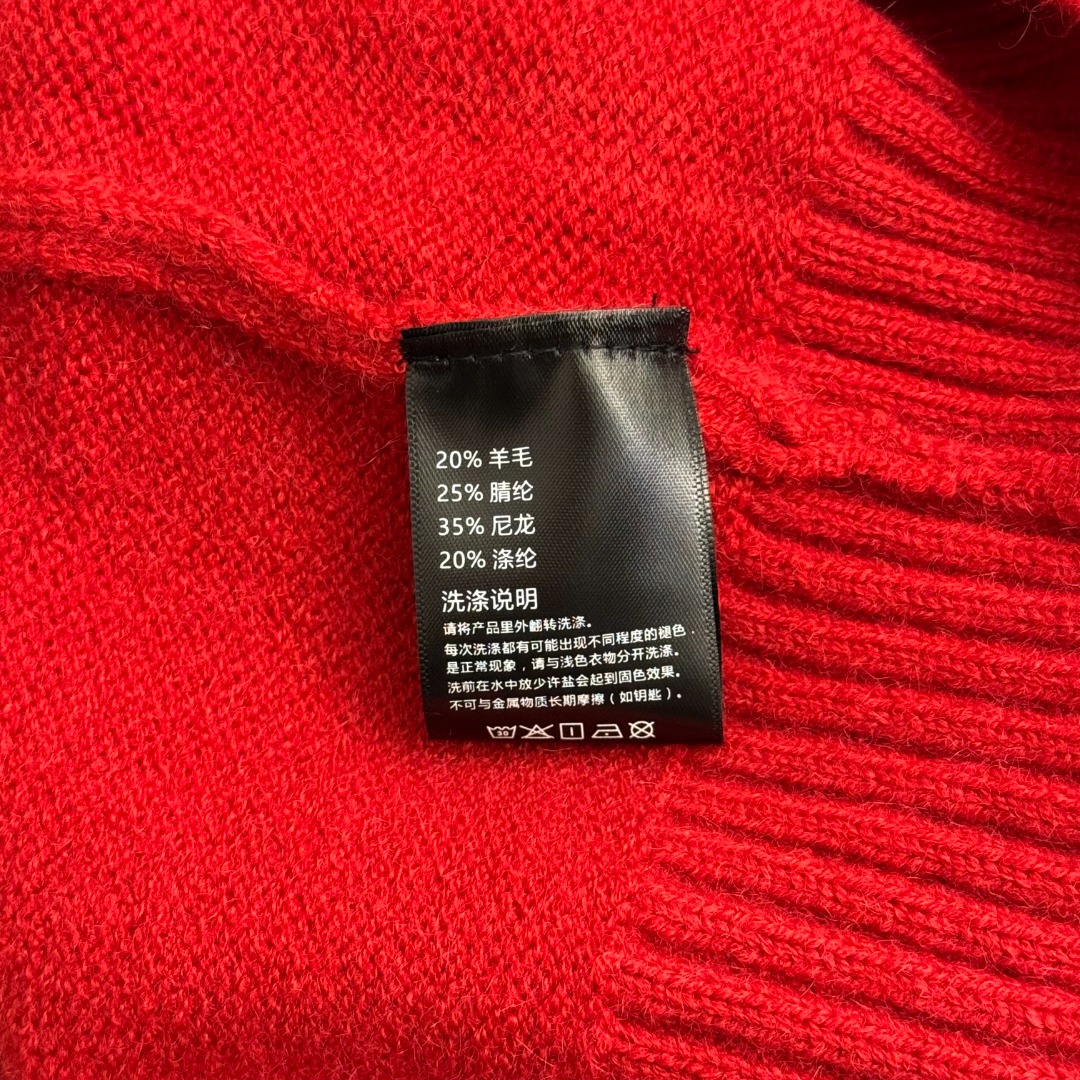 20% 羊毛
25% 腈纶
35% 尼龙
20% 涤纶
洗涤说明
请将产品里外翻转洗涤。
每次洗涤都有可能出现不同程度的褪色，
是正常现象，请与浅色衣物分开洗涤。
洗前在水中放少许盐会起到固色效果。
不可与金属物质长期摩擦（如钥匙）。
30